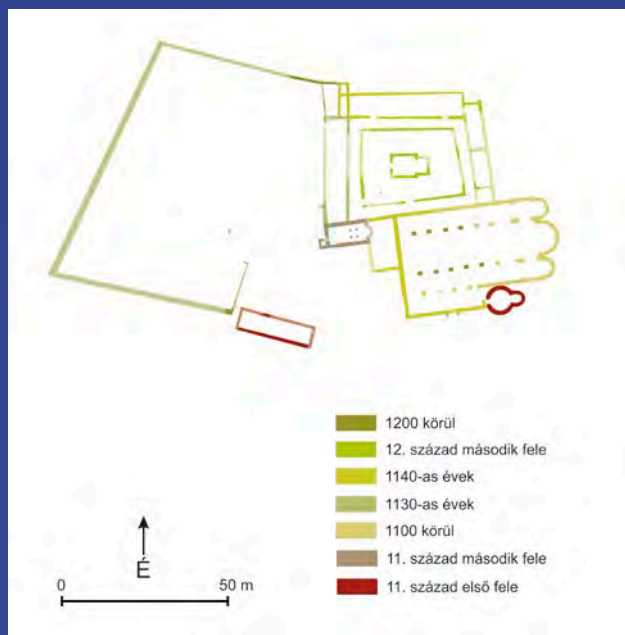 1200 körül
12. század második fele
1140-as évek
1130-as évek
1100 körül
11. század második fele
11. század első fele
É
0 50 m